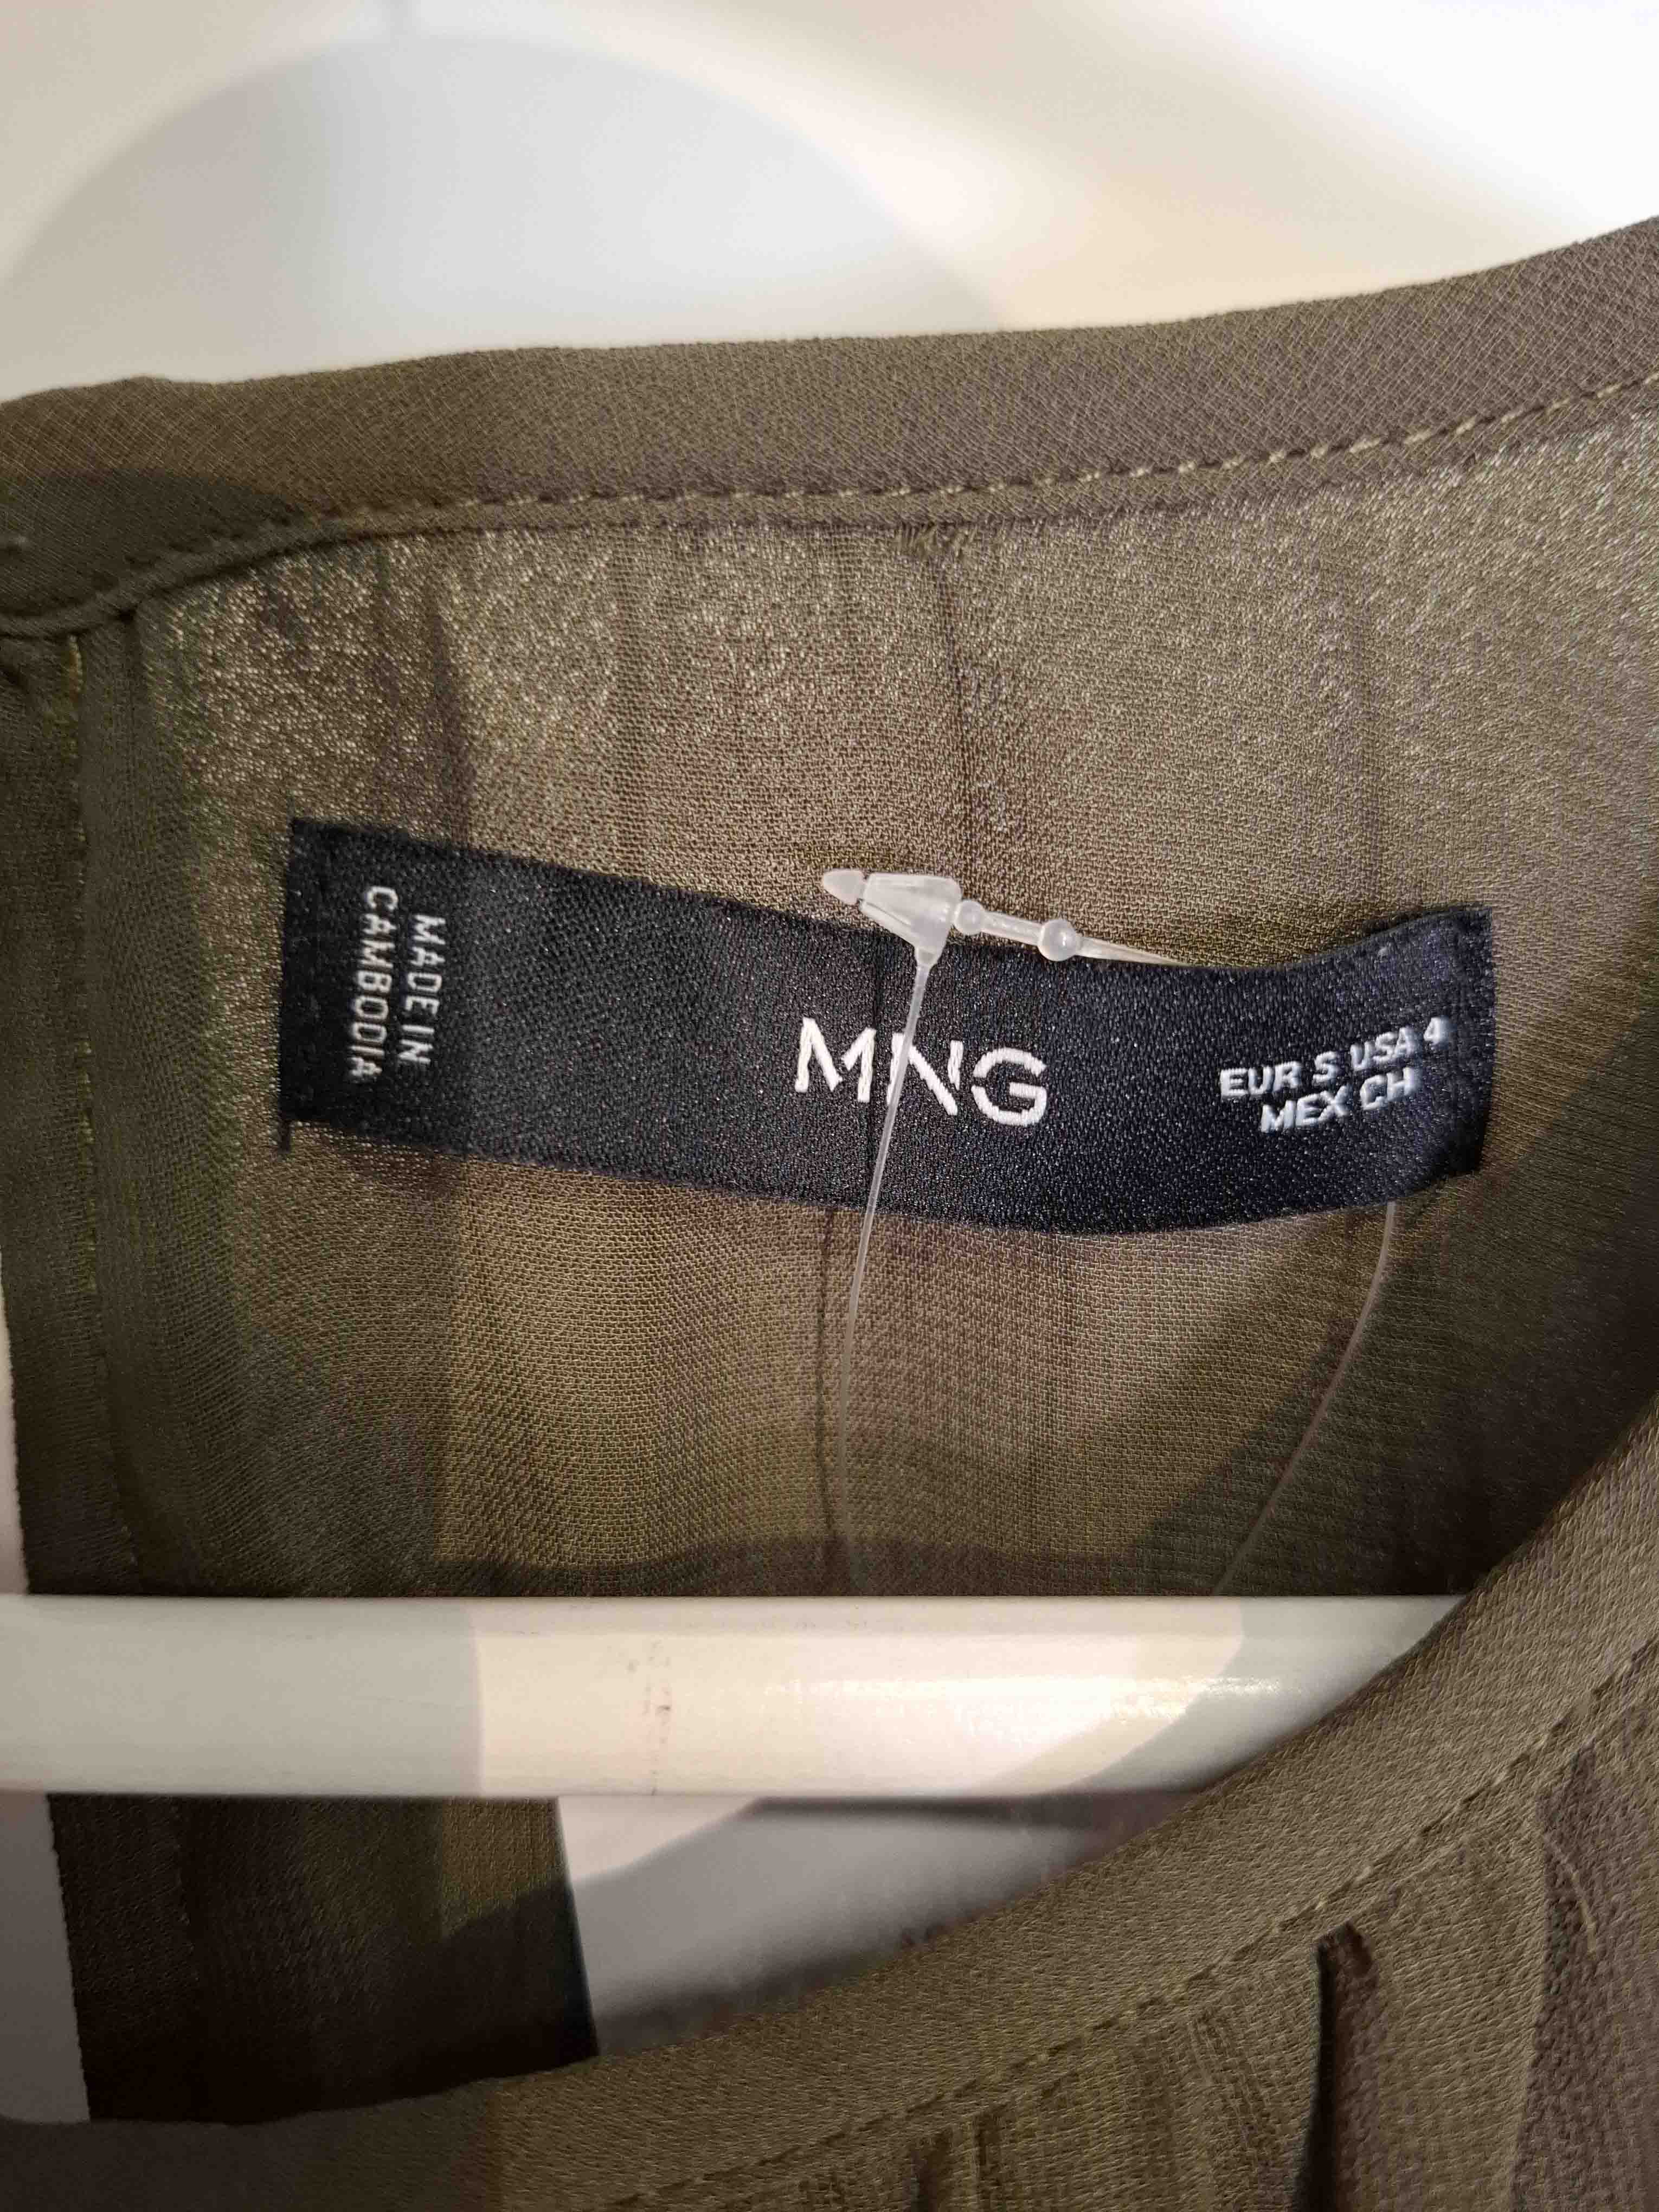 MADE IN
CAMBODIA
MNG
EUR S USA 4
MEX CH